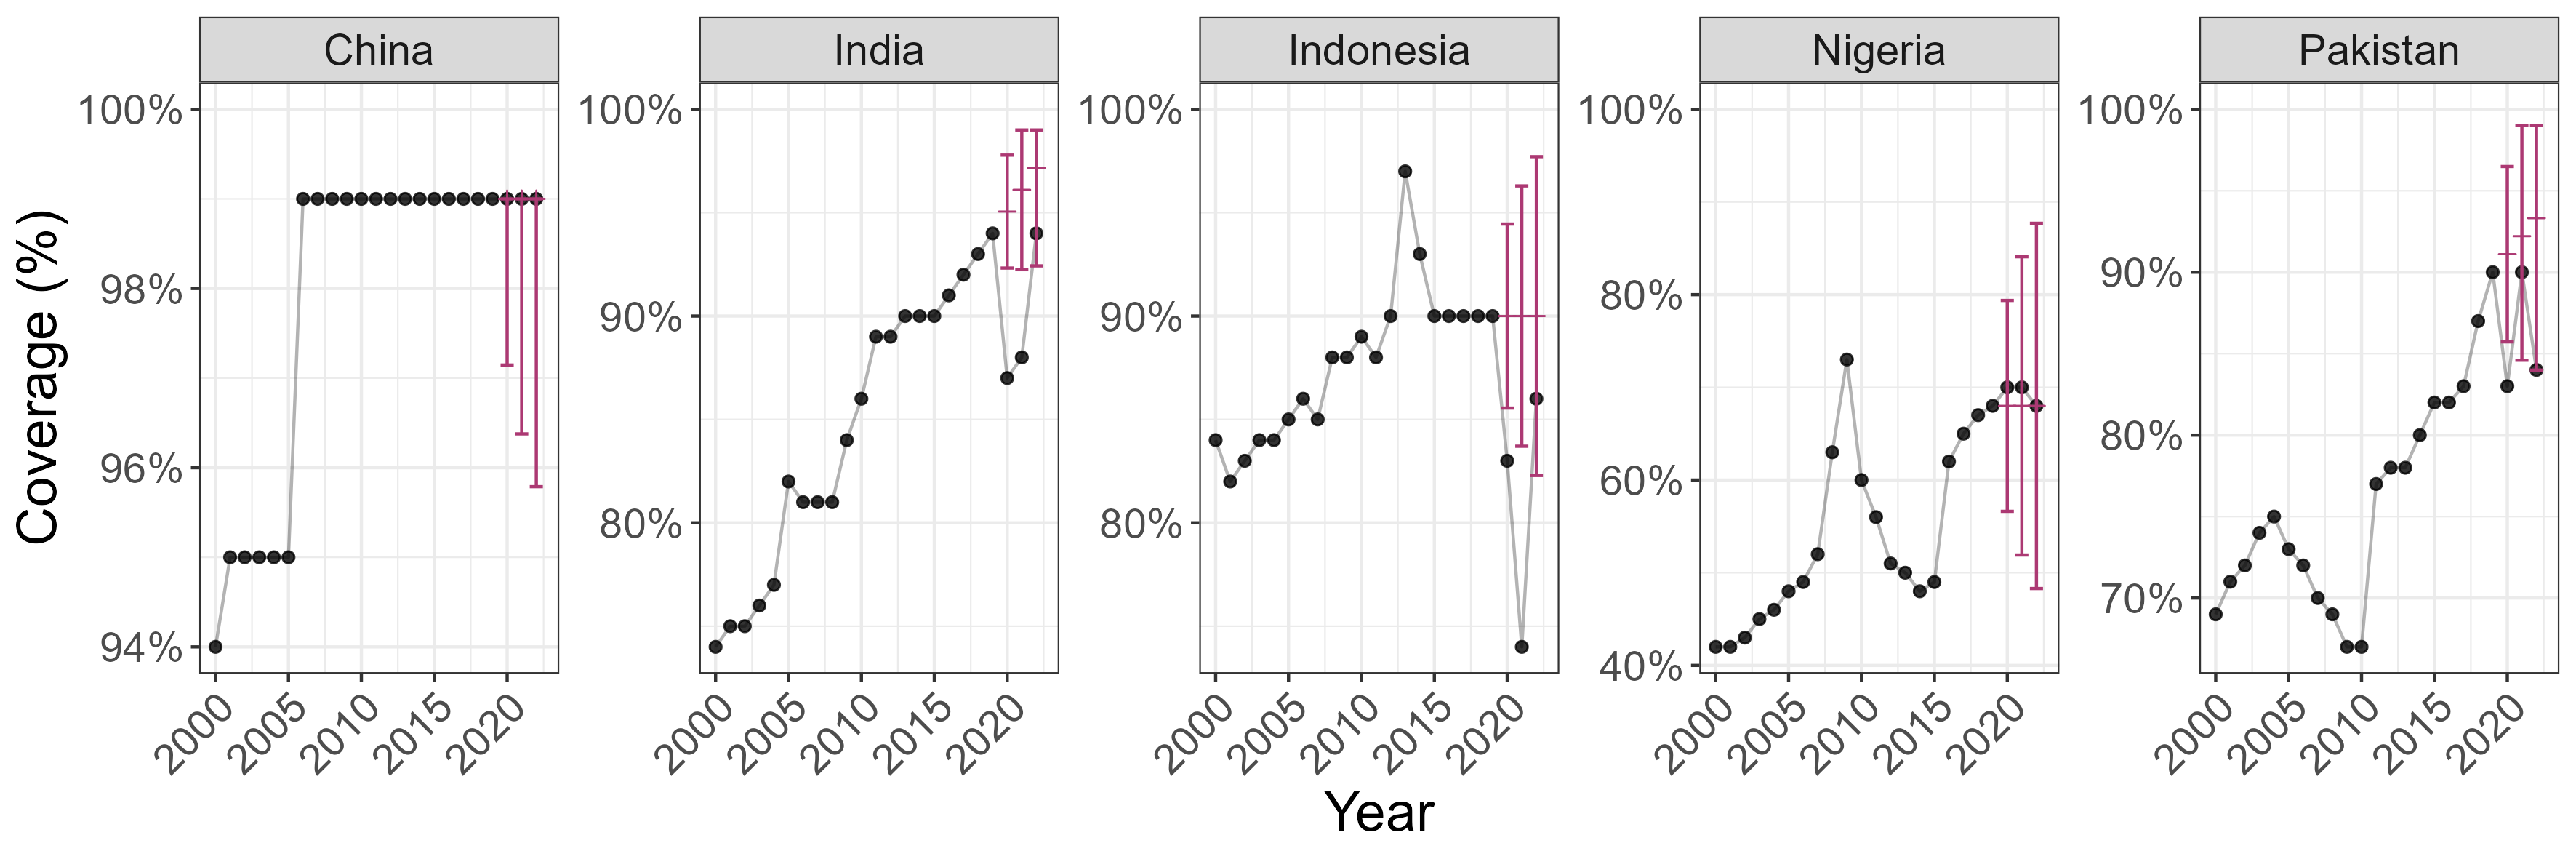 China India Indonesia Nigeria Pakistan
100% 100% 100% 100% 100%
98% 90% 90% 80% 90%
96% 80% 80% 60% 80%
94% 40% 70%
Coverage (%)
2000 2005 2010 2015 2020 2000 2005 2010 2015 2020 2000 2005 2010 2015 2020 2000 2005 2010 2015 2020 2000 2005 2010 2015 2020
Year